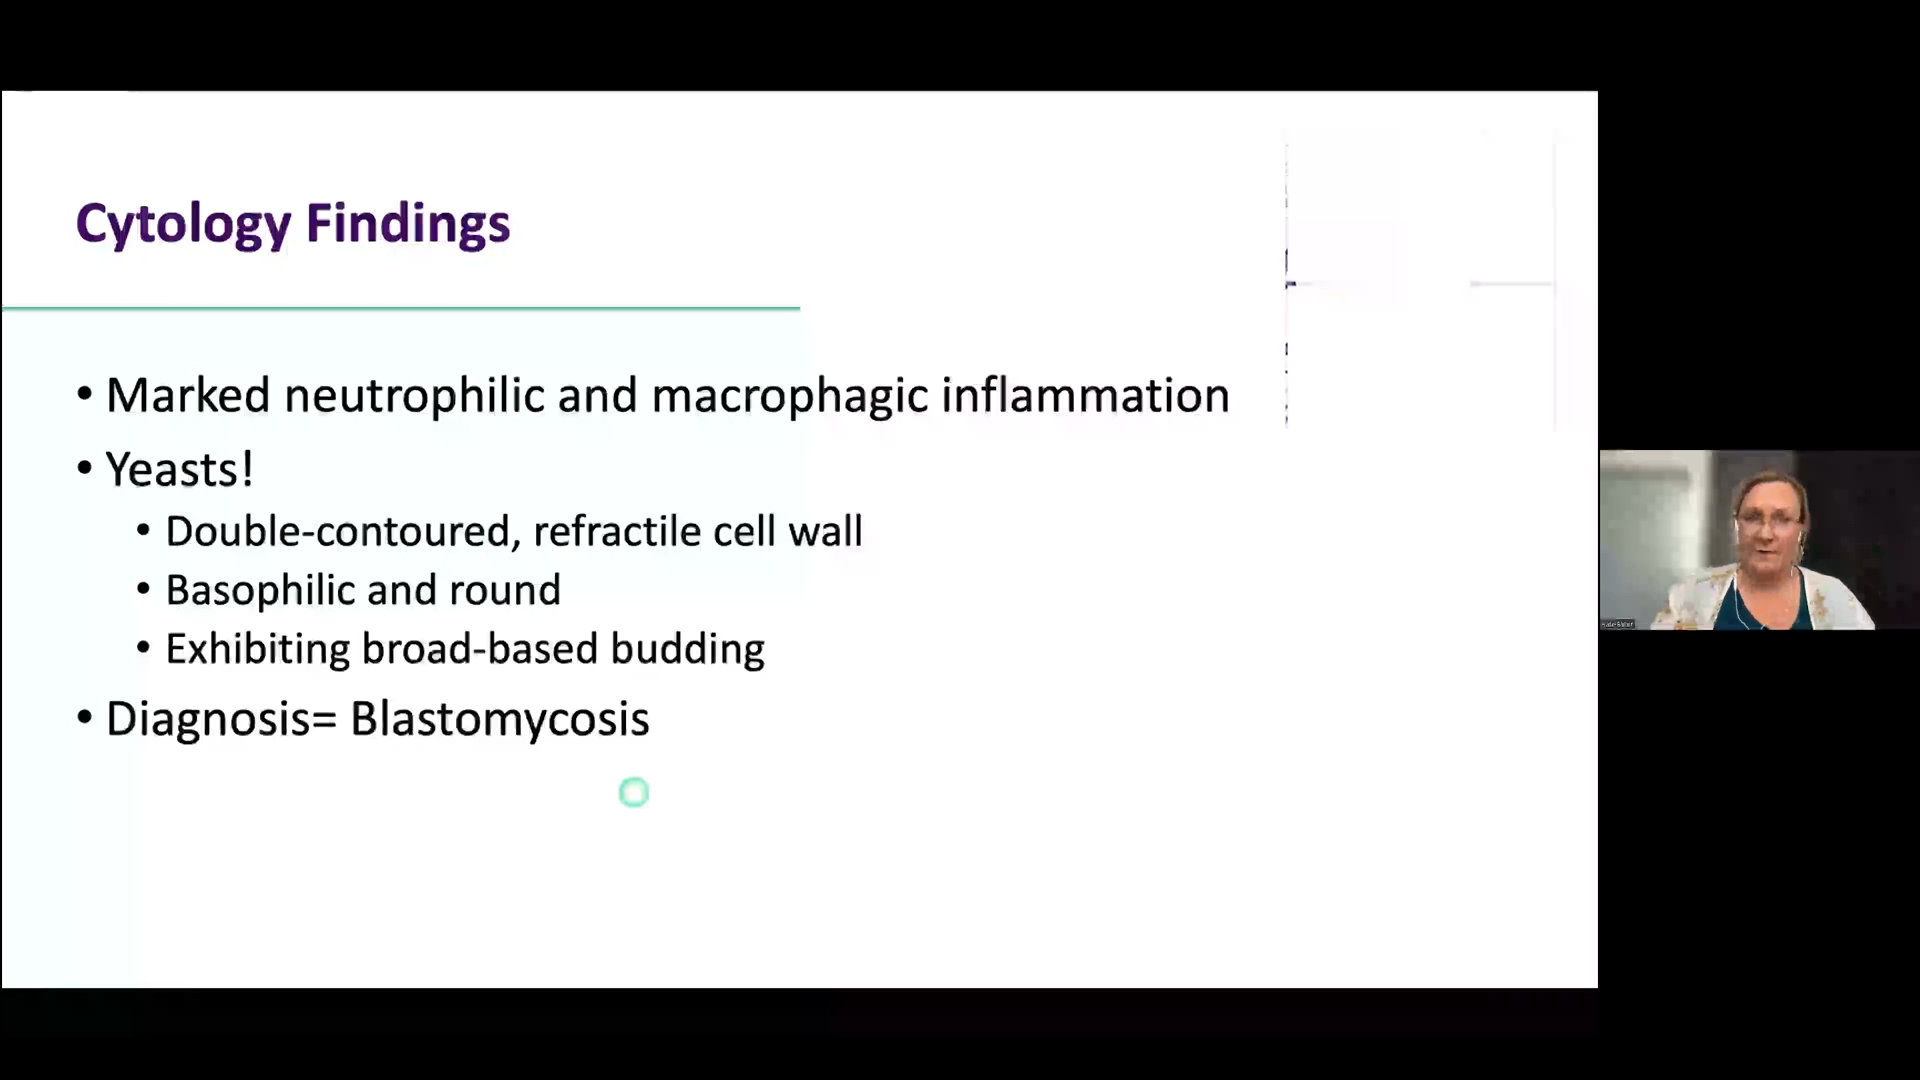 Cytology Findings
• Marked neutrophilic and macrophagic inflammation
• Yeasts!
• Double-contoured, refractile cell wall
• Basophilic and round
• Exhibiting broad-based budding
• Diagnosis= Blastomycosis